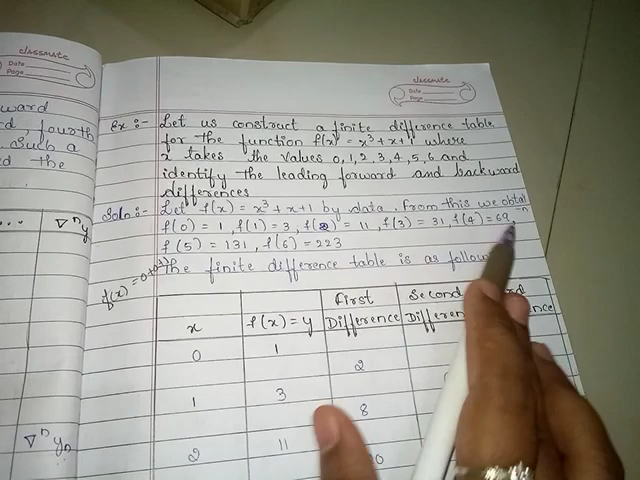 classmate
Date
Page
classmate
Date
Page
ward
, fourth
Such a
d the
... ∇ⁿy
∇ⁿyₙ
Ex :- Let us construct a finite difference table
for the function f(x) = x³+x+1 where
x takes the values 0,1,2,3,4,5,6 and
identify the leading forward and backward
differences
Soln:- Let f(x) = x³+x+1 by data. From this we obtai
-n
f(0) = 1, f(1) = 3, f(2) = 11, f(3) = 31, f(4) = 69,
f(5) = 131, f(6) = 223
The finite difference table is as follow
x f(x) = y First Difference Second
0 1
2
1 3
8
2 11